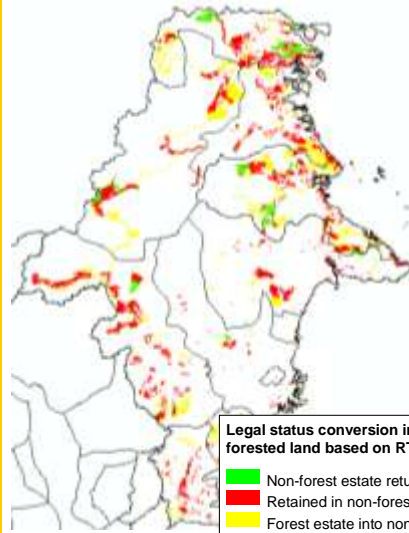 Legal status conversion in
forested land based on RT
Non-forest estate retu
Retained in non-fores
Forest estate into non